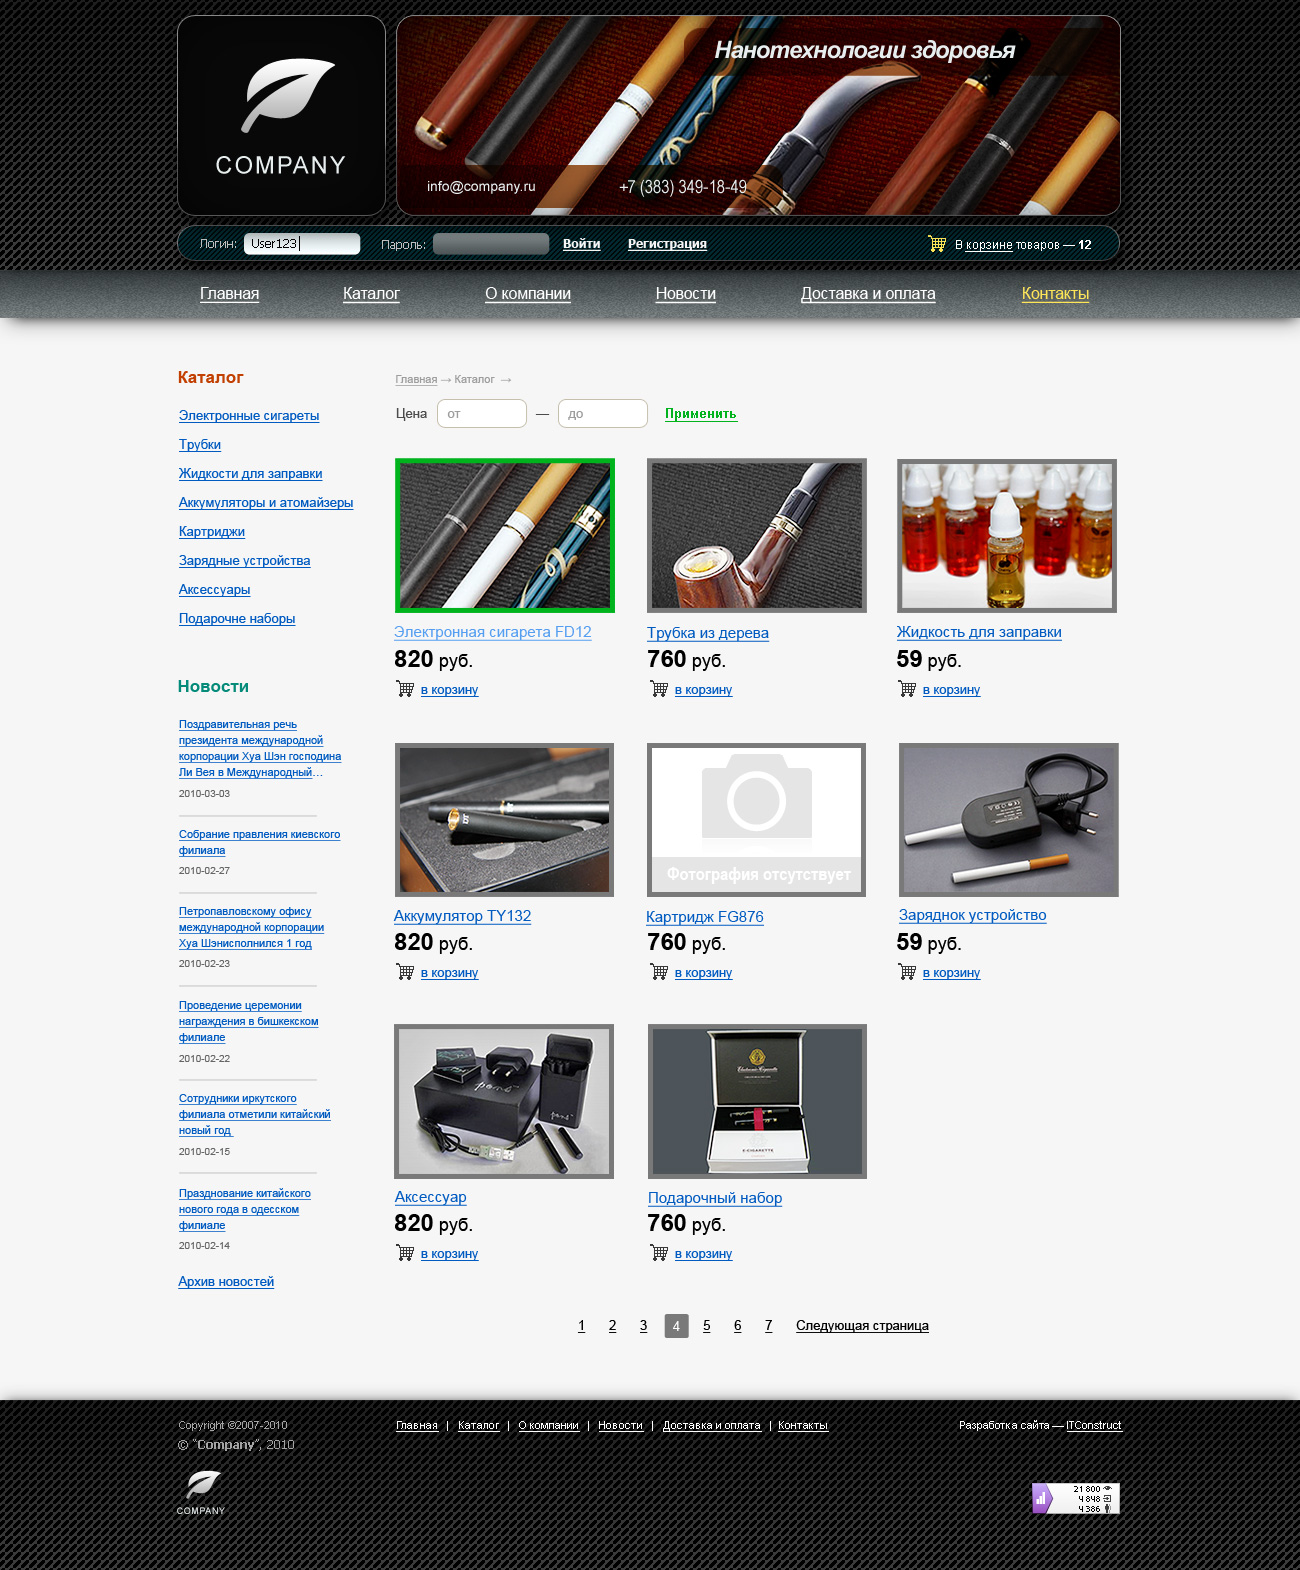 COMPANY
Нанотехнологии здоровья
info@company.ru
+7 (383) 349-18-49
Логин: User123 Пароль: Войти Регистрация В корзине товаров — 12
Главная Каталог О компании Новости Доставка и оплата Контакты
Каталог
Электронные сигареты
Трубки
Жидкости для заправки
Аккумуляторы и атомайзеры
Картриджи
Зарядные устройства
Аксессуары
Подарочне наборы
Новости
Поздравительная речь
президента международной
корпорации Хуа Шэн господина
Ли Вея в Международный...
2010-03-03
Собрание правления киевского
филиала
2010-02-27
Петропавловскому офису
международной корпорации
Хуа Шэнисполнился 1 год
2010-02-23
Проведение церемонии
награждения в бишкекском
филиале
2010-02-22
Сотрудники иркутского
филиала отметили китайский
новый год
2010-02-15
Празднование китайского
нового года в одесском
филиале
2010-02-14
Архив новостей
Главная → Каталог →
Цена от — до Применить
Электронная сигарета FD12
820 руб.
в корзину
Трубка из дерева
760 руб.
в корзину
Жидкость для заправки
59 руб.
в корзину
Аккумулятор TY132
820 руб.
в корзину
Фотография отсутствует
Картридж FG876
760 руб.
в корзину
Заряднок устройство
59 руб.
в корзину
pons
Аксессуар
820 руб.
в корзину
Electronic Cigarette
E-CIGARETTE
Подарочный набор
760 руб.
в корзину
1 2 3 4 5 6 7 Следующая страница
Copyright ©2007-2010
© "Company", 2010
COMPANY
Главная | Каталог | О компании | Новости | Доставка и оплата | Контакты
Разработка сайта — ITConstruct
21 800
4 848
4 386